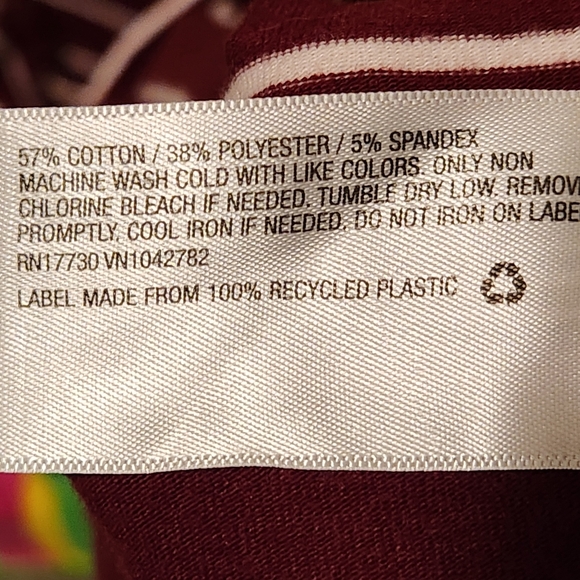 57% COTTON / 38% POLYESTER / 5% SPANDEX
MACHINE WASH COLD WITH LIKE COLORS. ONLY NON
CHLORINE BLEACH IF NEEDED. TUMBLE DRY LOW. REMOV
PROMPTLY. COOL IRON IF NEEDED. DO NOT IRON ON LABE
RN17730 VN1042782
LABEL MADE FROM 100% RECYCLED PLASTIC